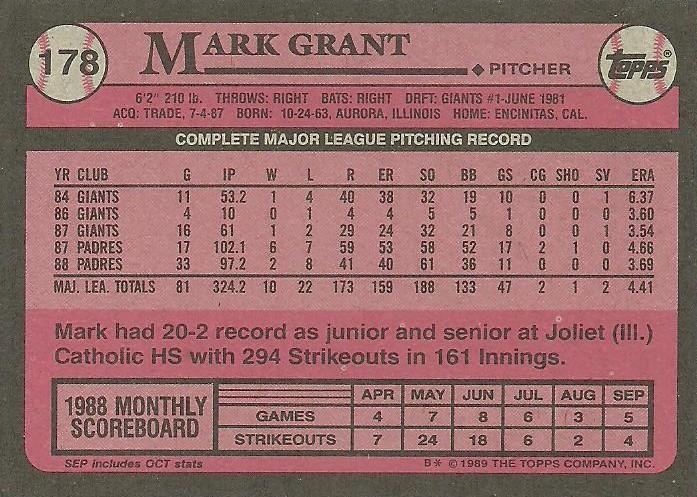 178
MARK GRANT
PITCHER
TOPPS®
6'2" 210 lb. THROWS: RIGHT BATS: RIGHT DRFT: GIANTS #1-JUNE 1981
ACQ: TRADE, 7-4-87 BORN: 10-24-63, AURORA, ILLINOIS HOME: ENCINITAS, CAL.
COMPLETE MAJOR LEAGUE PITCHING RECORD
YR CLUB G IP W L R ER SO BB GS CG SHO SV ERA
84 GIANTS 11 53.2 1 4 40 38 32 19 10 0 0 1 6.37
86 GIANTS 4 10 0 1 4 4 5 5 1 0 0 0 3.60
87 GIANTS 16 61 1 2 29 24 32 21 8 0 0 1 3.54
87 PADRES 17 102.1 6 7 59 53 58 52 17 2 1 0 4.66
88 PADRES 33 97.2 2 8 41 40 61 36 11 0 0 0 3.69
MAJ. LEA. TOTALS 81 324.2 10 22 173 159 188 133 47 2 1 2 4.41
Mark had 20-2 record as junior and senior at Joliet (Ill.)
Catholic HS with 294 Strikeouts in 161 Innings.
1988 MONTHLY SCOREBOARD
APR MAY JUN JUL AUG SEP
GAMES 4 7 8 6 3 5
STRIKEOUTS 7 24 18 6 2 4
SEP includes OCT stats
B* © 1989 THE TOPPS COMPANY, INC.